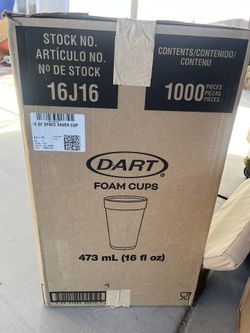 STOCK NO.
ARTÍCULO NO.
Nº DE STOCK
16J16
CONTENTS/CONTENIDO/
CONTENU
1000 PIECES
PIEZAS
PIÈCES
16 OZ SPACE SAVER CUP
DART
FOAM CUPS
473 mL (16 fl oz)